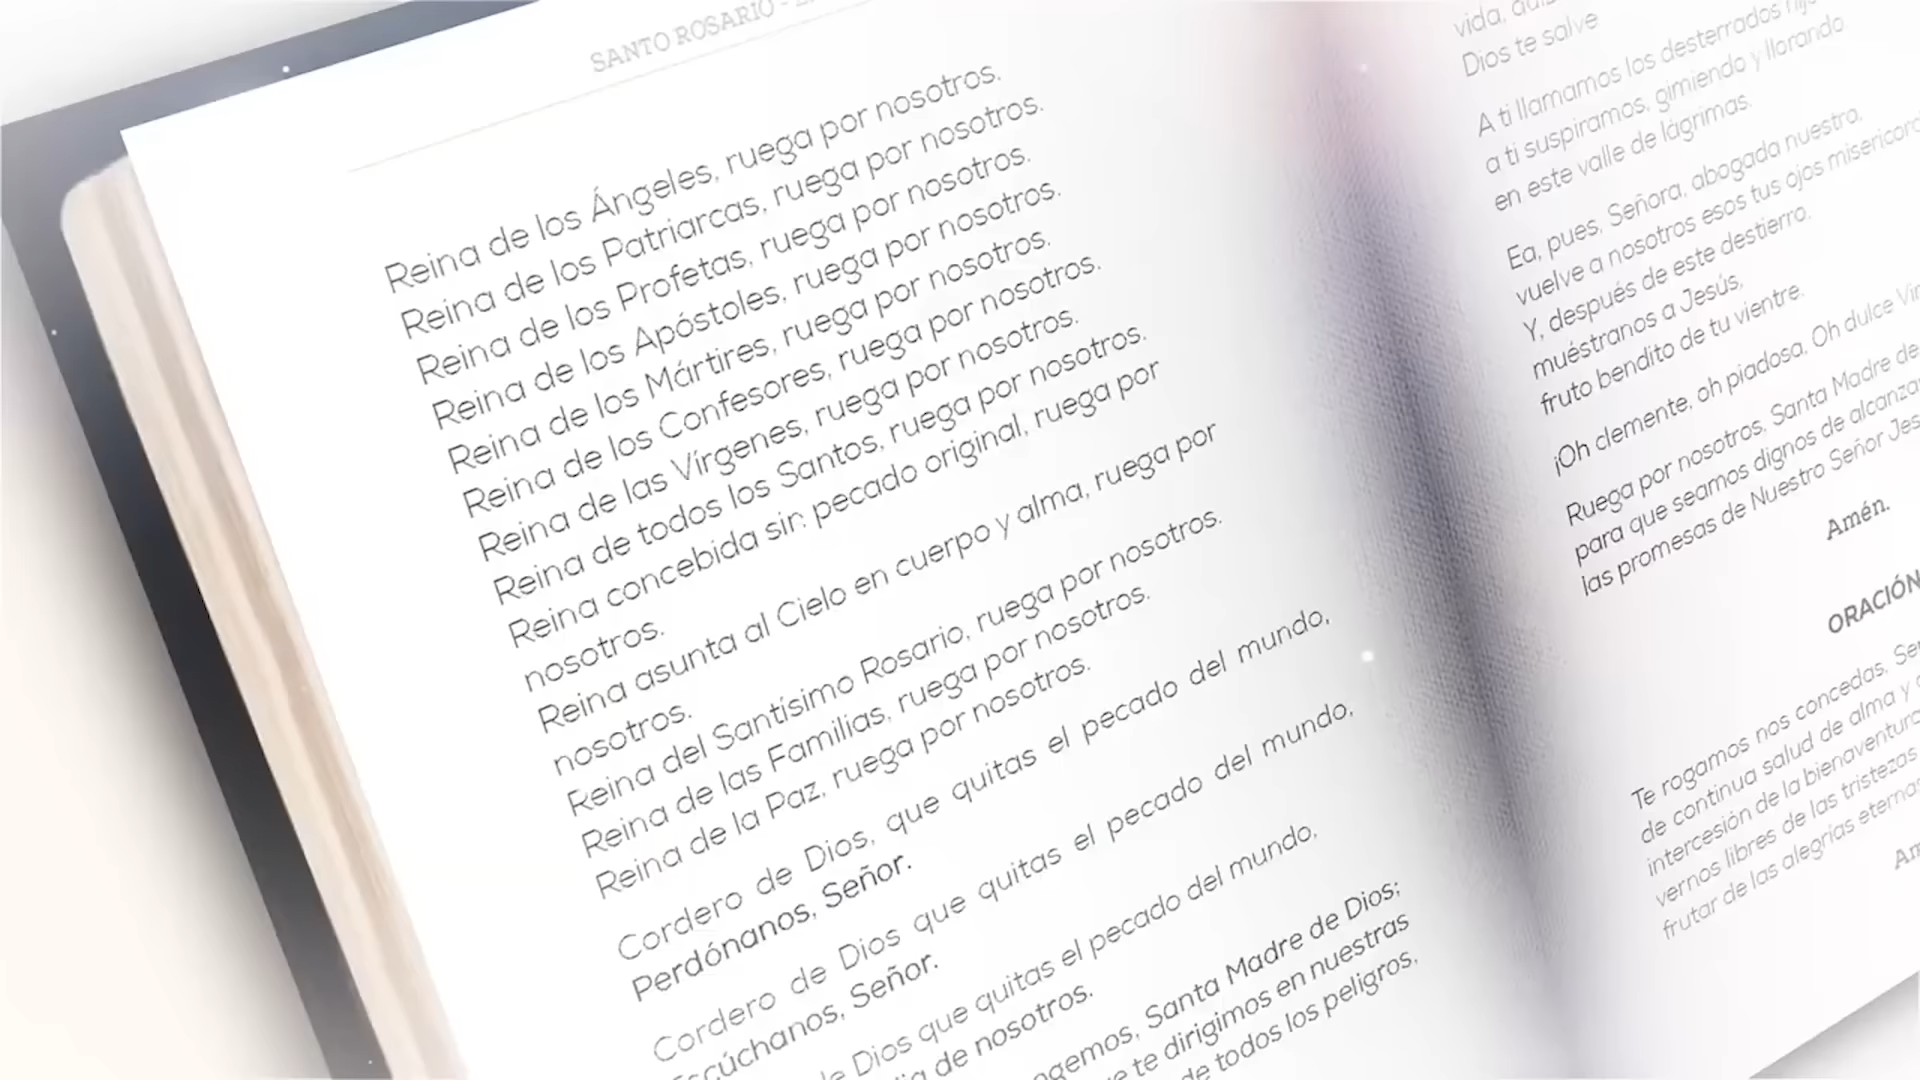 SANTO ROSARIO -
Reina de los Ángeles, ruega por nosotros.
Reina de los Patriarcas, ruega por nosotros.
Reina de los Profetas, ruega por nosotros.
Reina de los Apóstoles, ruega por nosotros.
Reina de los Mártires, ruega por nosotros.
Reina de los Confesores, ruega por nosotros.
Reina de las Vírgenes, ruega por nosotros.
Reina de todos los Santos, ruega por nosotros.
Reina concebida sin pecado original, ruega por
nosotros.
Reina asunta al Cielo en cuerpo y alma, ruega por
nosotros.
Reina del Santísimo Rosario, ruega por nosotros.
Reina de las Familias, ruega por nosotros.
Reina de la Paz, ruega por nosotros.
Cordero de Dios, que quitas el pecado del mundo,
Perdónanos, Señor.
Cordero de Dios que quitas el pecado del mundo,
Escúchanos, Señor.
de Dios que quitas el pecado del mundo,
de nosotros.
Santa Madre de Dios;
te dirigimos en nuestras
de todos los peligros,
vida,
Dios te salve
A ti llamamos los desterrados
a ti suspiramos, gimiendo y llorando
en este valle de lágrimas.
Ea, pues, Señora, abogada nuestra,
vuelve a nosotros esos tus ojos
Y, después de este destierro,
muéstranos a Jesús,
fruto bendito de tu vientre.
¡Oh clemente, oh piadosa, Oh dulce
Ruega por nosotros, Santa Madre de
para que seamos dignos de
las promesas de Nuestro Señor
Amén.
ORACIÓN
Te rogamos nos concedas,
de continua salud de alma y
intercesión de la
vernos libres de las tristezas
frutar de las alegrías